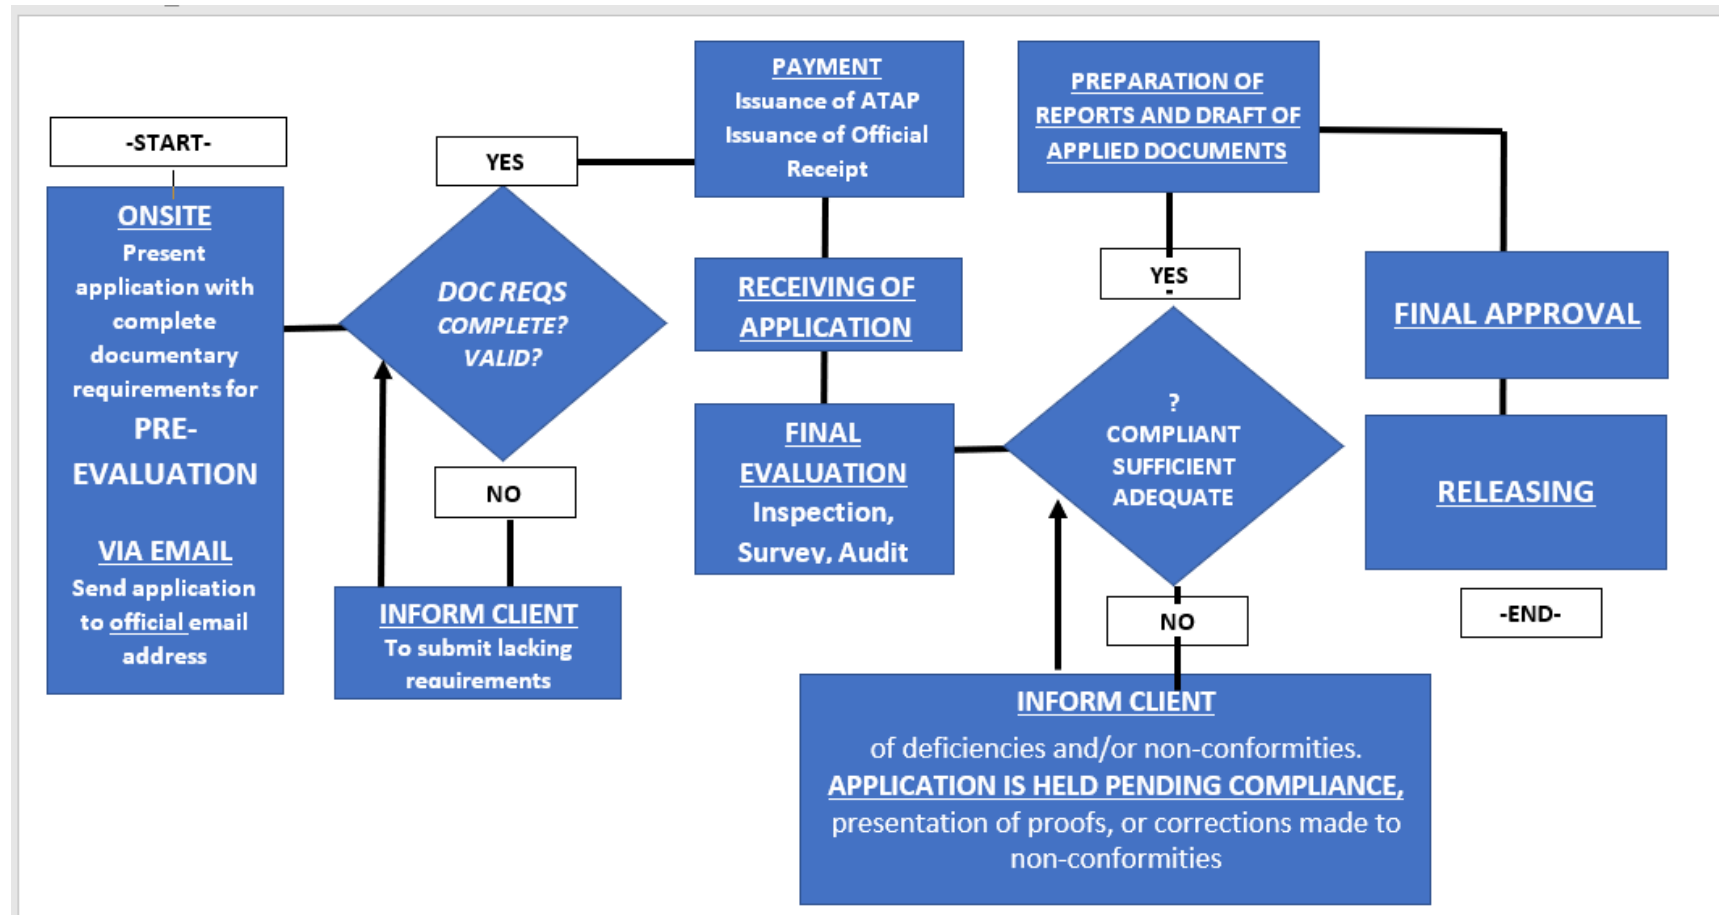 -START-
ONSITE
Present
application with
complete
documentary
requirements for
PRE-
EVALUATION
VIA EMAIL
Send application
to official email
address
YES
DOC REQS
COMPLETE?
VALID?
NO
INFORM CLIENT
To submit lacking
requirements
PAYMENT
Issuance of ATAP
Issuance of Official
Receipt
RECEIVING OF
APPLICATION
FINAL
EVALUATION
Inspection,
Survey, Audit
PREPARATION OF
REPORTS AND DRAFT OF
APPLIED DOCUMENTS
YES
?
COMPLIANT
SUFFICIENT
ADEQUATE
NO
INFORM CLIENT
of deficiencies and/or non-conformities.
APPLICATION IS HELD PENDING COMPLIANCE,
presentation of proofs, or corrections made to
non-conformities
FINAL APPROVAL
RELEASING
-END-